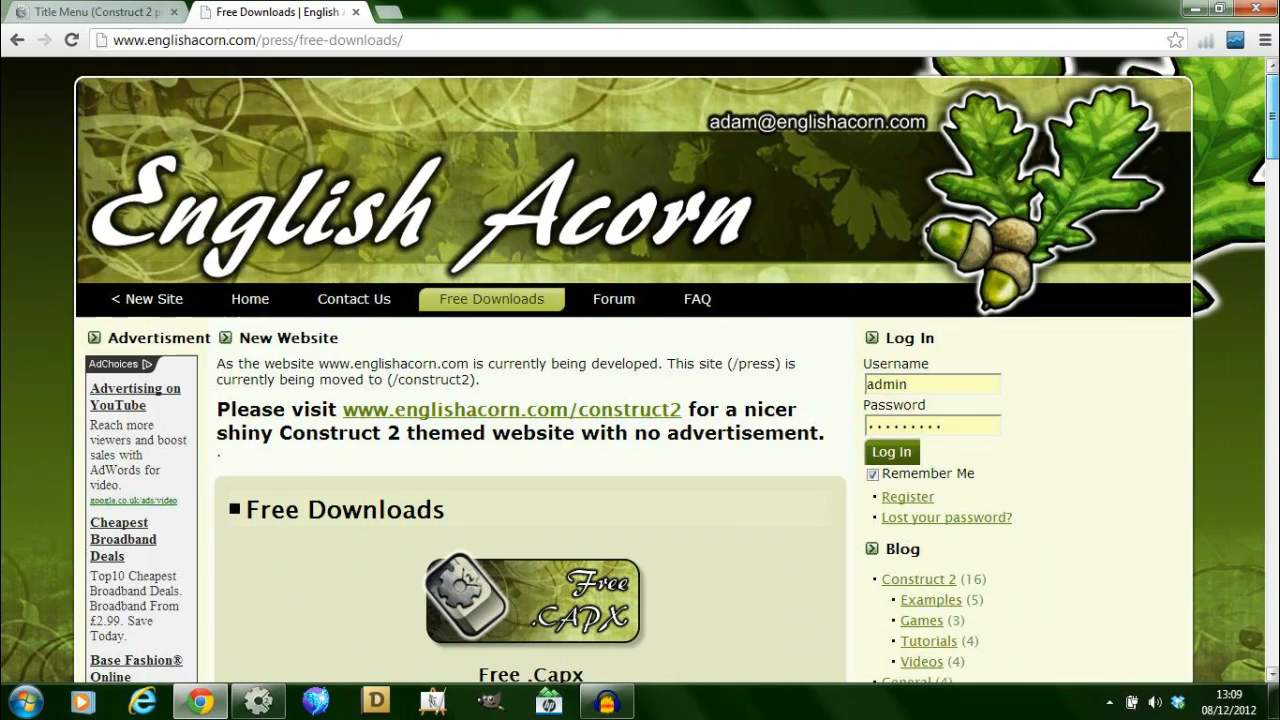 Title Menu (Construct 2 p
Free Downloads | English A
www.englishacorn.com/press/free-downloads/
adam@englishacorn.com
English Acorn
< New Site
Home
Contact Us
Free Downloads
Forum
FAQ
Advertisment
AdChoices
Advertising on
YouTube
Reach more
viewers and boost
sales with
AdWords for
video.
google.co.uk/ads/video
Cheapest
Broadband
Deals
Top10 Cheapest
Broadband Deals.
Broadband From
£2.99. Save
Today.
Base Fashion®
Online
New Website
As the website www.englishacorn.com is currently being developed. This site (/press) is
currently being moved to (/construct2).
Please visit www.englishacorn.com/construct2 for a nicer
shiny Construct 2 themed website with no advertisement.
.
Free Downloads
Free
.CAPX
Free .Capx
Log In
Username
admin
Password
Log In
Remember Me
Register
Lost your password?
Blog
Construct 2 (16)
Examples (5)
Games (3)
Tutorials (4)
Videos (4)
General (4)
13:09
08/12/2012